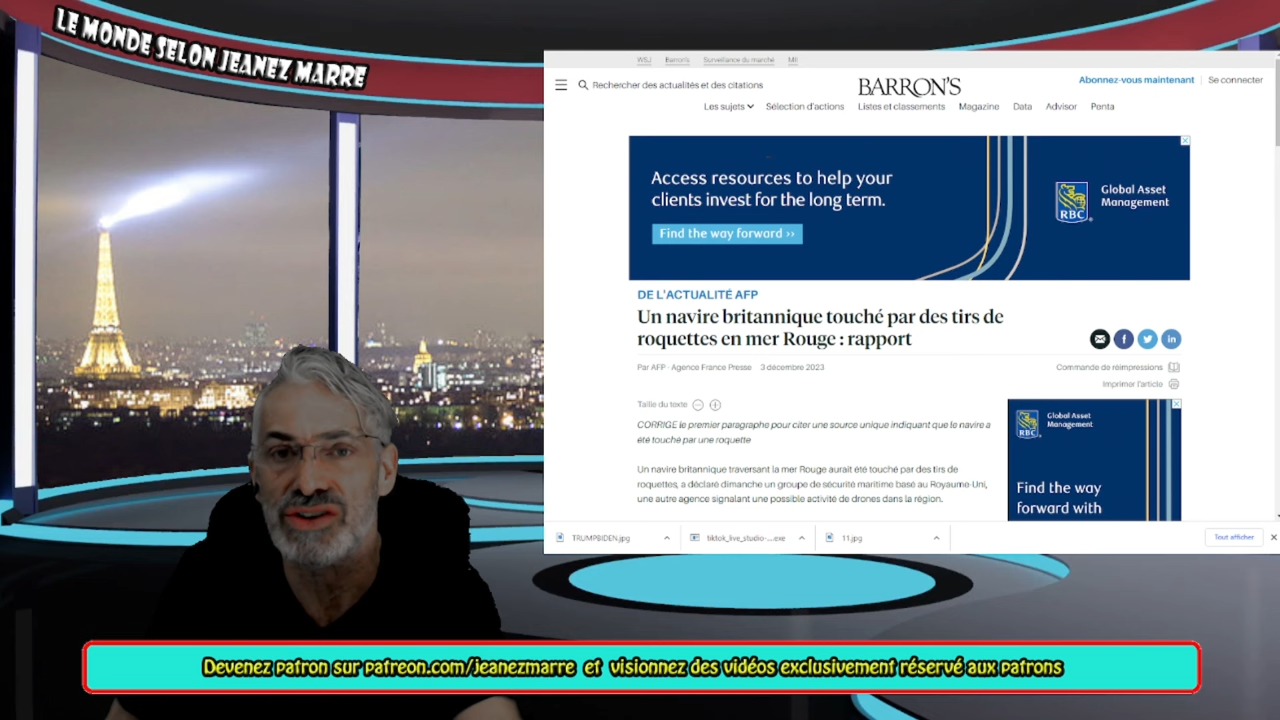 LE MONDE SELON JEANEZ MARRE
WSJ Barron's Surveillance du marché
Rechercher des actualités et des citations
BARRON'S
Abonnez-vous maintenant Se connecter
Les sujets Sélection d'actions Listes et classements Magazine Data Advisor Penta
Access resources to help your
clients invest for the long term.
Find the way forward >>
RBC
Global Asset
Management
DE L'ACTUALITÉ AFP
Un navire britannique touché par des tirs de
roquettes en mer Rouge : rapport
Par AFP - Agence France Presse 3 décembre 2023
Commande de réimpressions
Imprimer l'article
Taille du texte
CORRIGE le premier paragraphe pour citer une source unique indiquant que le navire a
été touché par une roquette
Un navire britannique traversant la mer Rouge aurait été touché par des tirs de
roquettes, a déclaré dimanche un groupe de sécurité maritime basé au Royaume-Uni,
une autre agence signalant une possible activité de drones dans la région.
RBC
Global Asset
Management
Find the way
forward with
TRUMPBIDEN.jpg
tiktok_live_studio-....exe
11.jpg
Tout afficher
Devenez patron sur patreon.com/jeanezmarre et visionnez des vidéos exclusivement réservé aux patrons